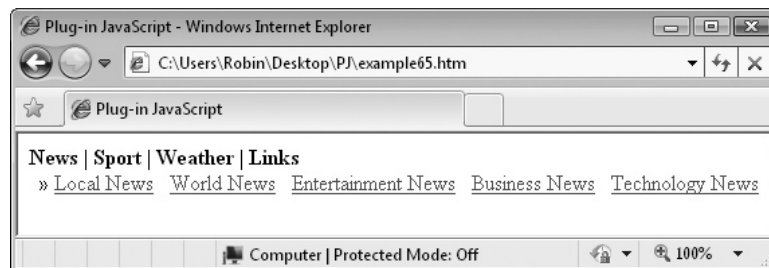 Plug-in JavaScript - Windows Internet Explorer
C:\Users\Robin\Desktop\PJ\example65.htm
Plug-in JavaScript
News | Sport | Weather | Links
» Local News World News Entertainment News Business News Technology News
Computer | Protected Mode: Off 100%